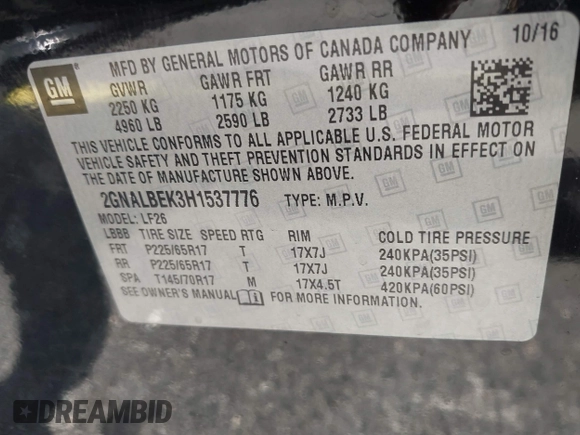 GM
MFD BY GENERAL MOTORS OF CANADA COMPANY 10/16
GVWR GAWR FRT GAWR RR
2250 KG 1175 KG 1240 KG
4960 LB 2590 LB 2733 LB
THIS VEHICLE CONFORMS TO ALL APPLICABLE U.S. FEDERAL MOTOR
VEHICLE SAFETY AND THEFT PREVENTION STANDARDS IN EFFECT ON
THE DATE OF MANUFACTURE SHOWN ABOVE.
2GNALBEK3H1537776 TYPE: M.P.V.
MODEL: LF26
LBBB TIRE SIZE SPEED RTG RIM COLD TIRE PRESSURE
FRT P225/65R17 T 17X7J 240KPA(35PSI)
RR P225/65R17 T 17X7J 240KPA(35PSI)
SPA T145/70R17 M 17X4.5T 420KPA(60PSI)
SEE OWNER'S MANUAL FOR MORE INFORMATION.
DREAMBID